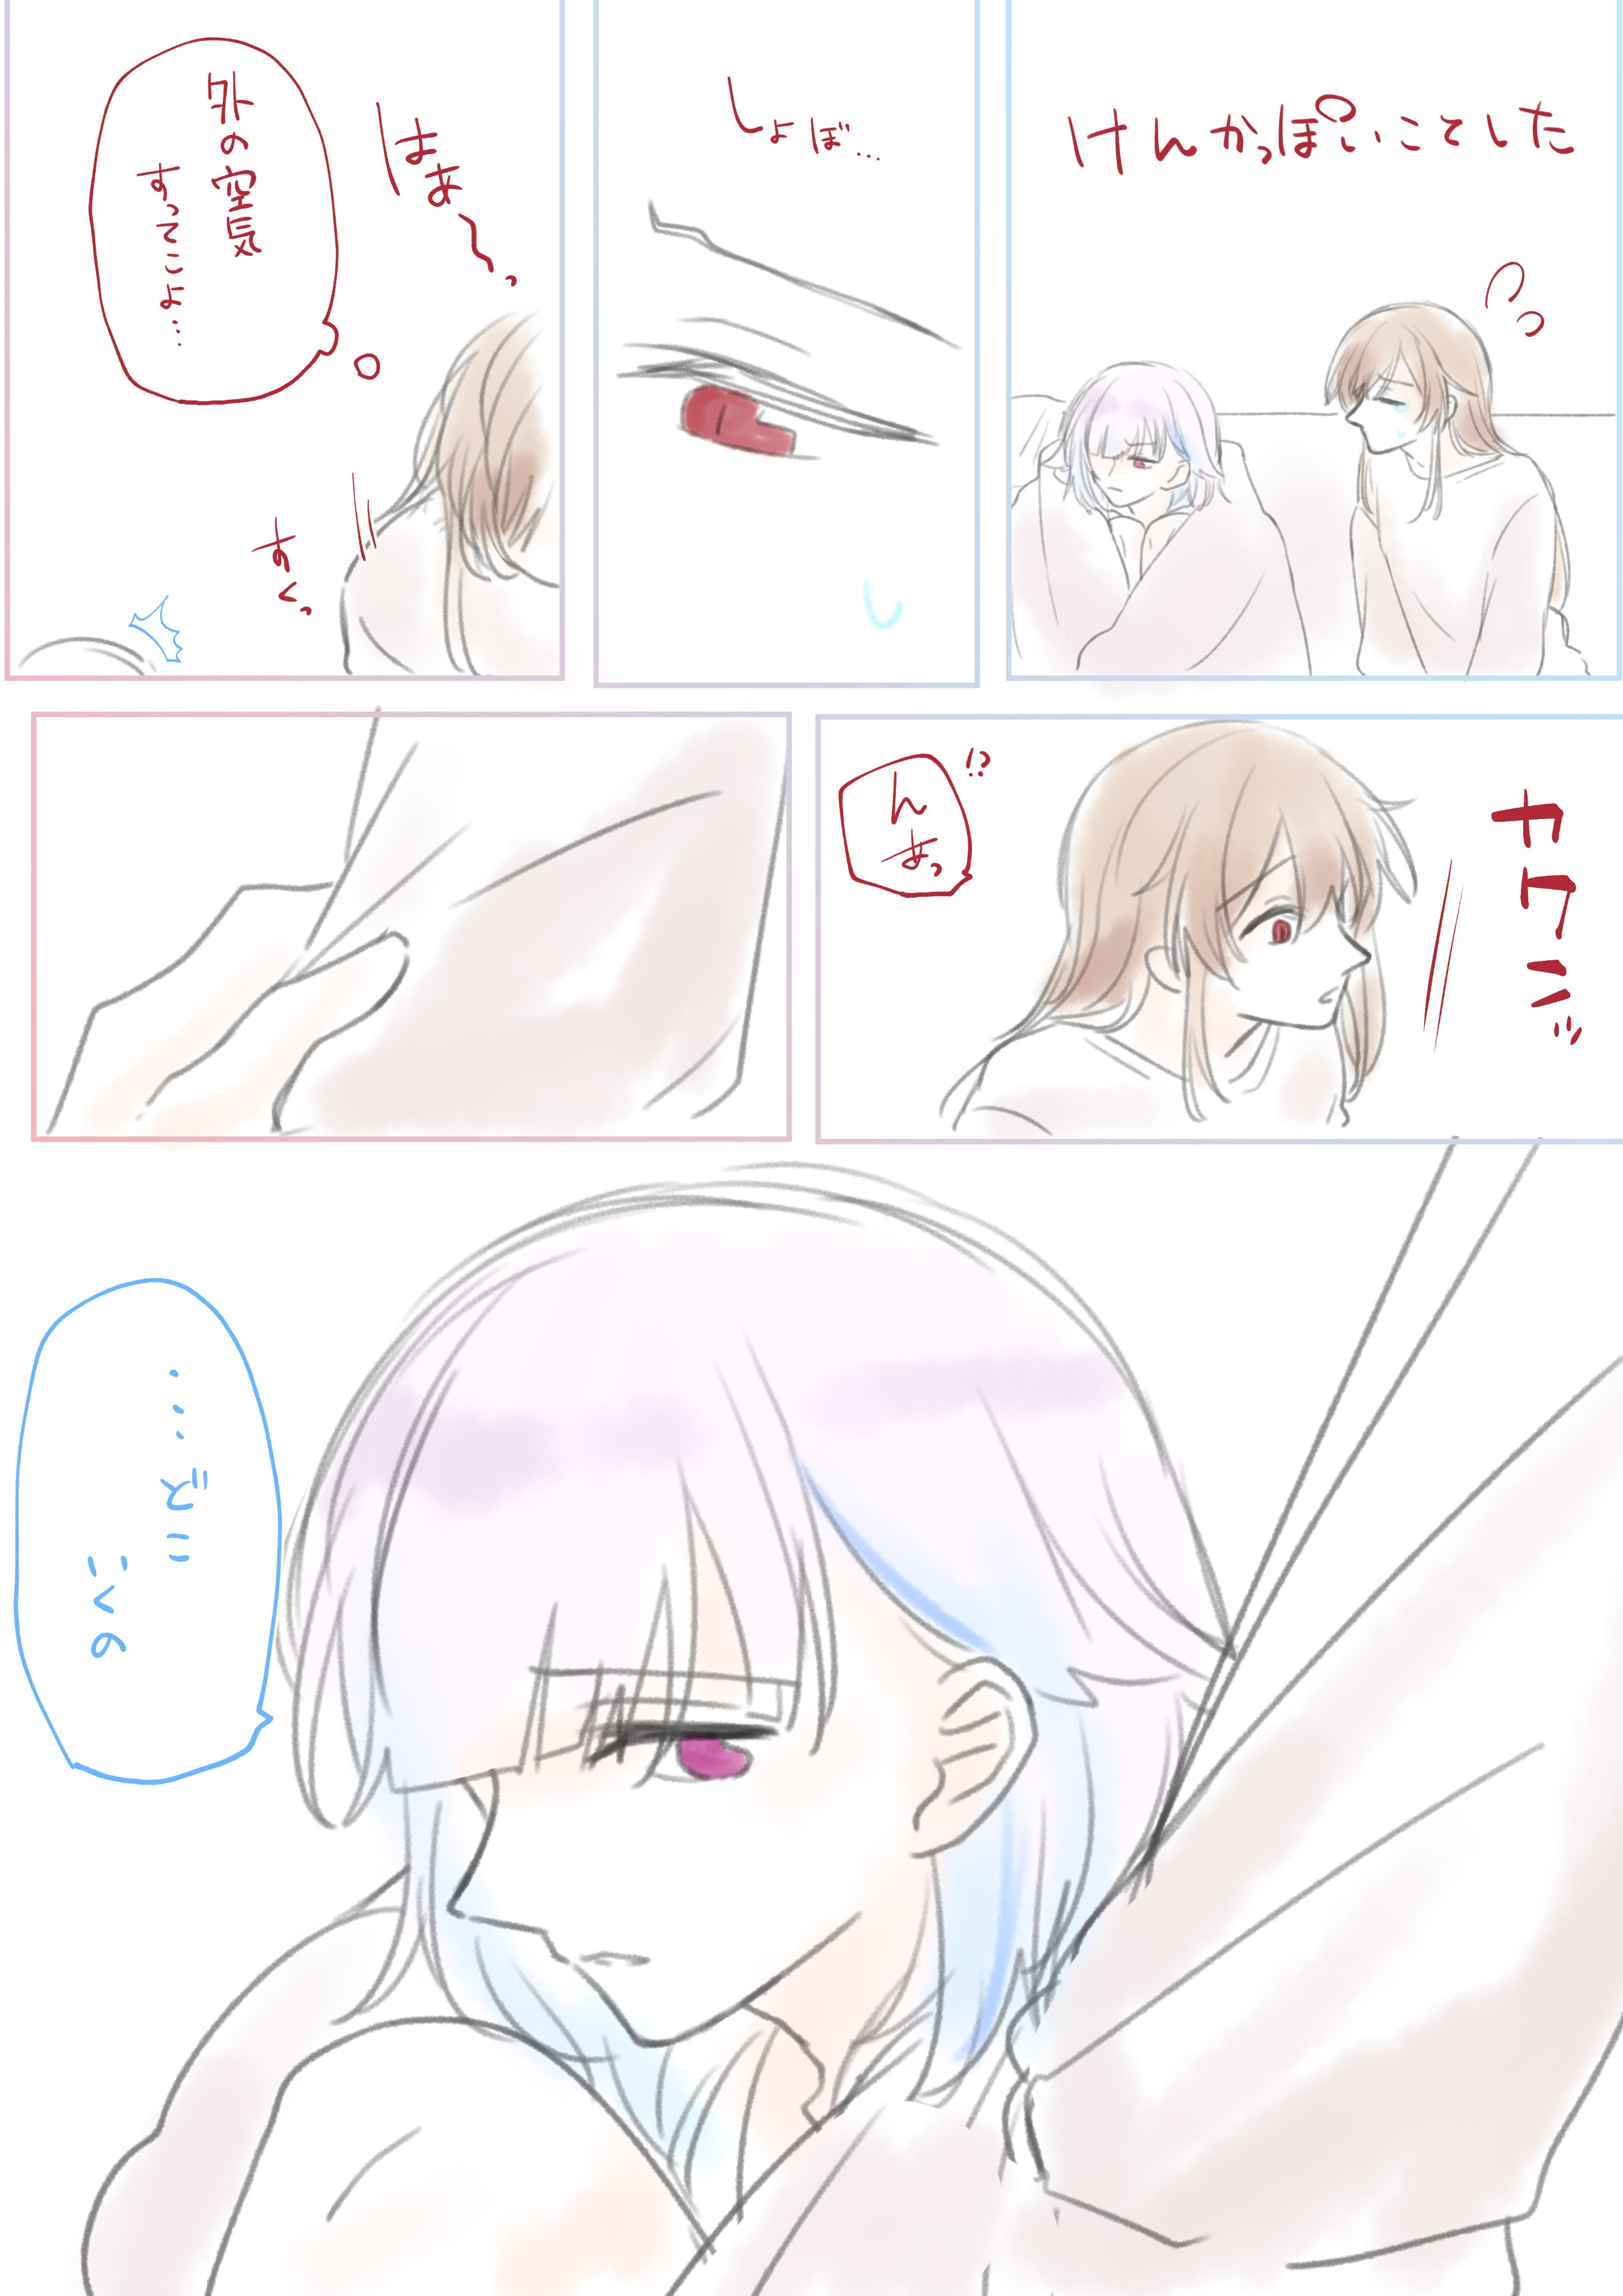 けんかっぽいことした
しょぼ…
はぁ〜っ
外の空気
すってこよ…
すくっ
ガクンッ
!?
んぁっ
…どこ
いくの